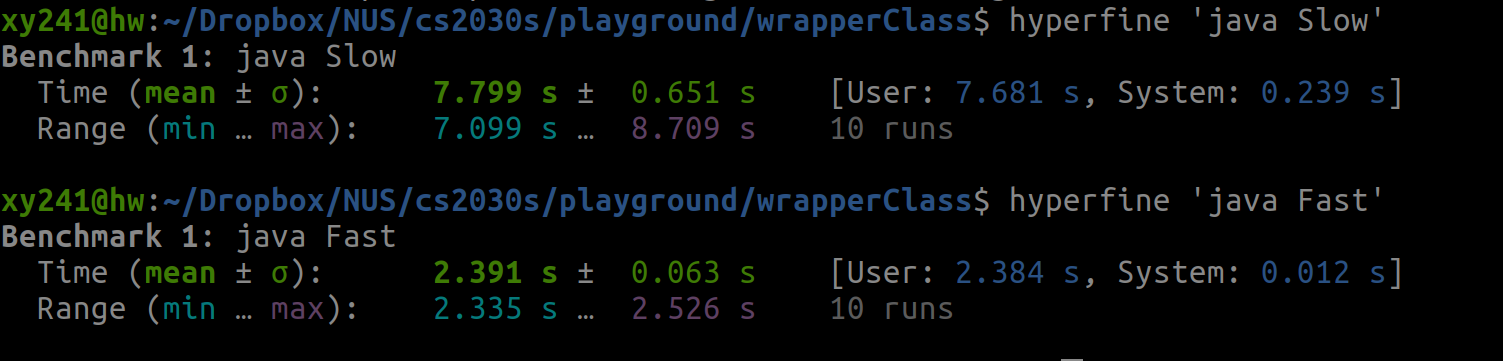 xy241@hw:~/Dropbox/NUS/cs2030s/playground/wrapperClass$ hyperfine 'java Slow'
Benchmark 1: java Slow
  Time (mean ± σ):      7.799 s ±  0.651 s    [User: 7.681 s, System: 0.239 s]
  Range (min … max):    7.099 s …  8.709 s    10 runs

xy241@hw:~/Dropbox/NUS/cs2030s/playground/wrapperClass$ hyperfine 'java Fast'
Benchmark 1: java Fast
  Time (mean ± σ):      2.391 s ±  0.063 s    [User: 2.384 s, System: 0.012 s]
  Range (min … max):    2.335 s …  2.526 s    10 runs